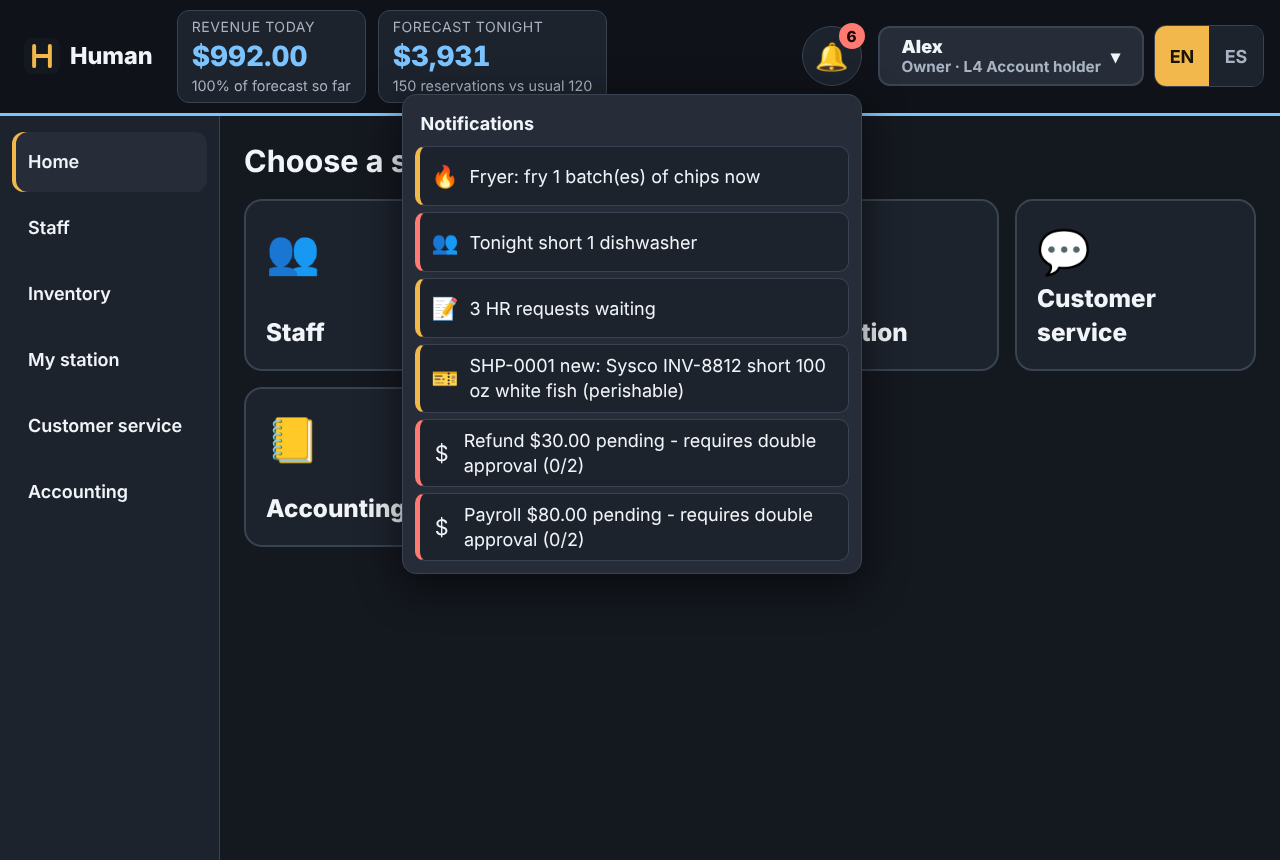 Human
REVENUE TODAY
$992.00
100% of forecast so far
FORECAST TONIGHT
$3,931
150 reservations vs usual 120
6
Alex
Owner · L4 Account holder
EN
ES
Home
Staff
Inventory
My station
Customer service
Accounting
Choose a s
Staff
tion
Customer
service
Accounting
Notifications
Fryer: fry 1 batch(es) of chips now
Tonight short 1 dishwasher
3 HR requests waiting
SHP-0001 new: Sysco INV-8812 short 100
oz white fish (perishable)
$ Refund $30.00 pending - requires double
approval (0/2)
$ Payroll $80.00 pending - requires double
approval (0/2)